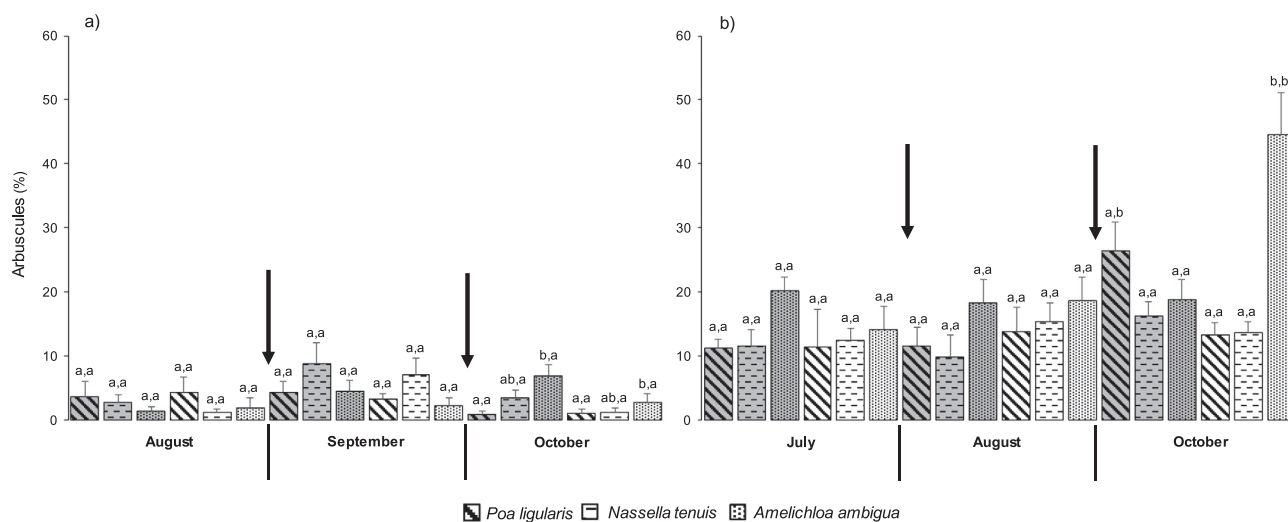 a)
60
50
40
30
20
10
0
Arbuscules (%)
a,a a,a a,a a,a a,a a,a a,a a,a a,a a,a a,a a,a a,a ab,a b,a a,a ab,a b,a
August September October
b)
60
50
40
30
20
10
0
a,a a,a a,a a,a a,a a,a a,a a,a a,a a,a a,a a,a a,b a,a a,a a,a a,a b,b
July August October
Poa ligularis Nassella tenuis Amelichloa ambigua